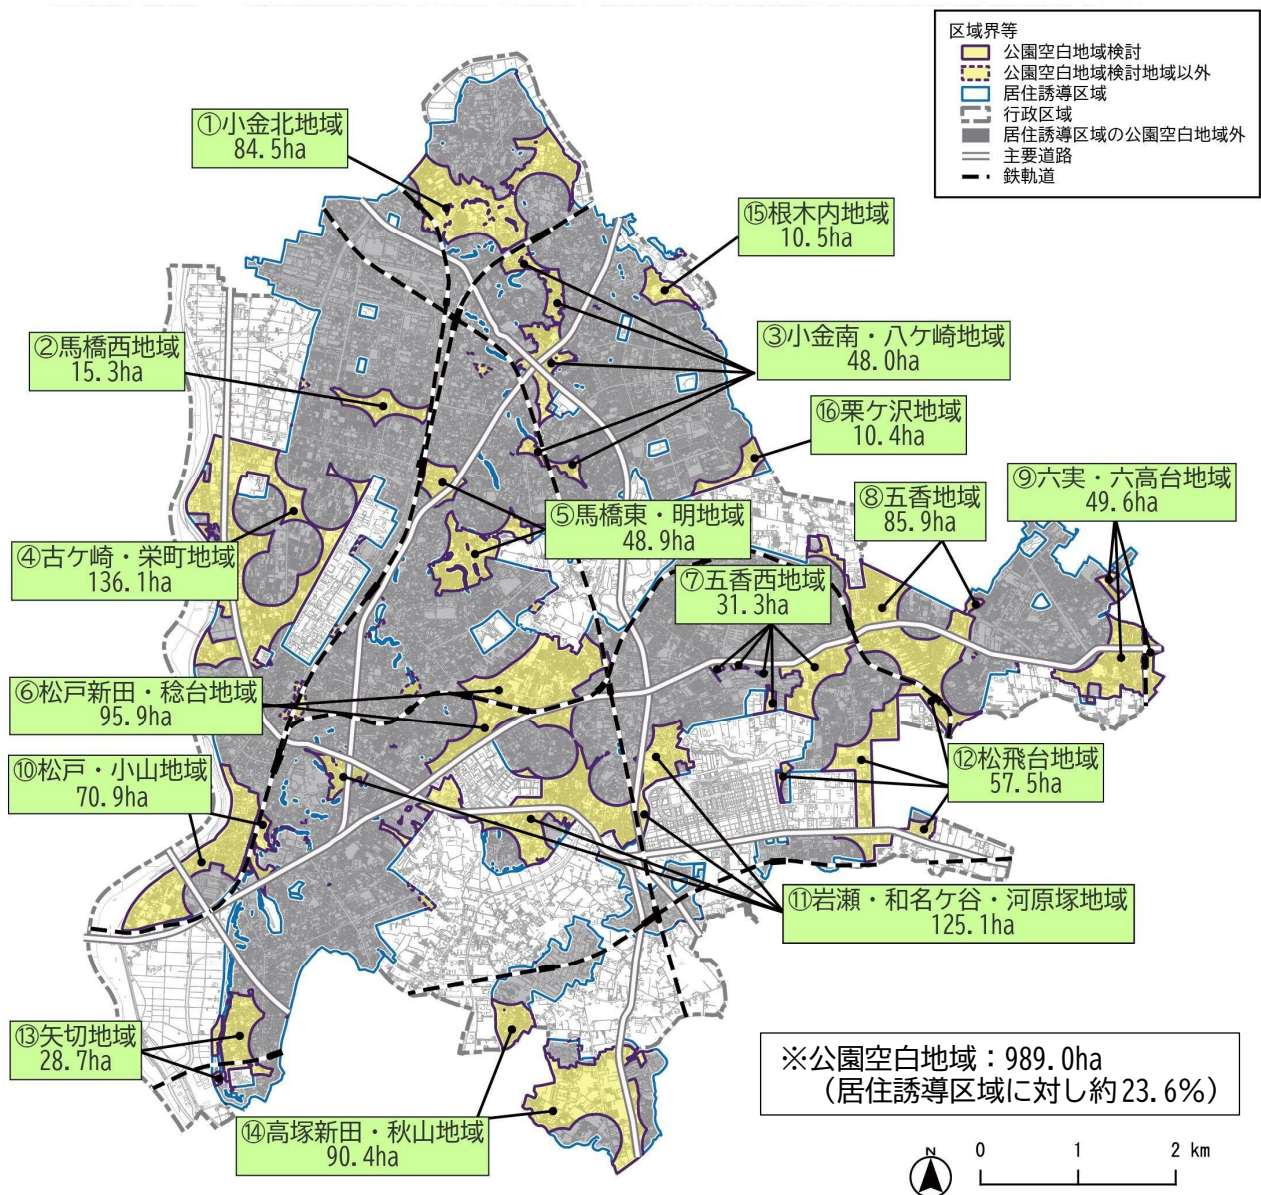 区域界等
公園空白地域検討
公園空白地域検討地域以外
居住誘導区域
行政区域
居住誘導区域の公園空白地域外
主要道路
鉄軌道
①小金北地域
84.5ha
⑮根木内地域
10.5ha
②馬橋西地域
15.3ha
③小金南・八ケ崎地域
48.0ha
⑯栗ケ沢地域
10.4ha
⑨六実・六高台地域
49.6ha
⑧五香地域
85.9ha
④古ケ崎・栄町地域
136.1ha
⑤馬橋東・明地域
48.9ha
⑦五香西地域
31.3ha
⑥松戸新田・稔台地域
95.9ha
⑩松戸・小山地域
70.9ha
⑫松飛台地域
57.5ha
⑪岩瀬・和名ケ谷・河原塚地域
125.1ha
⑬矢切地域
28.7ha
⑭高塚新田・秋山地域
90.4ha
※公園空白地域：989.0ha
（居住誘導区域に対し約23.6%）
N
0 1 2 km